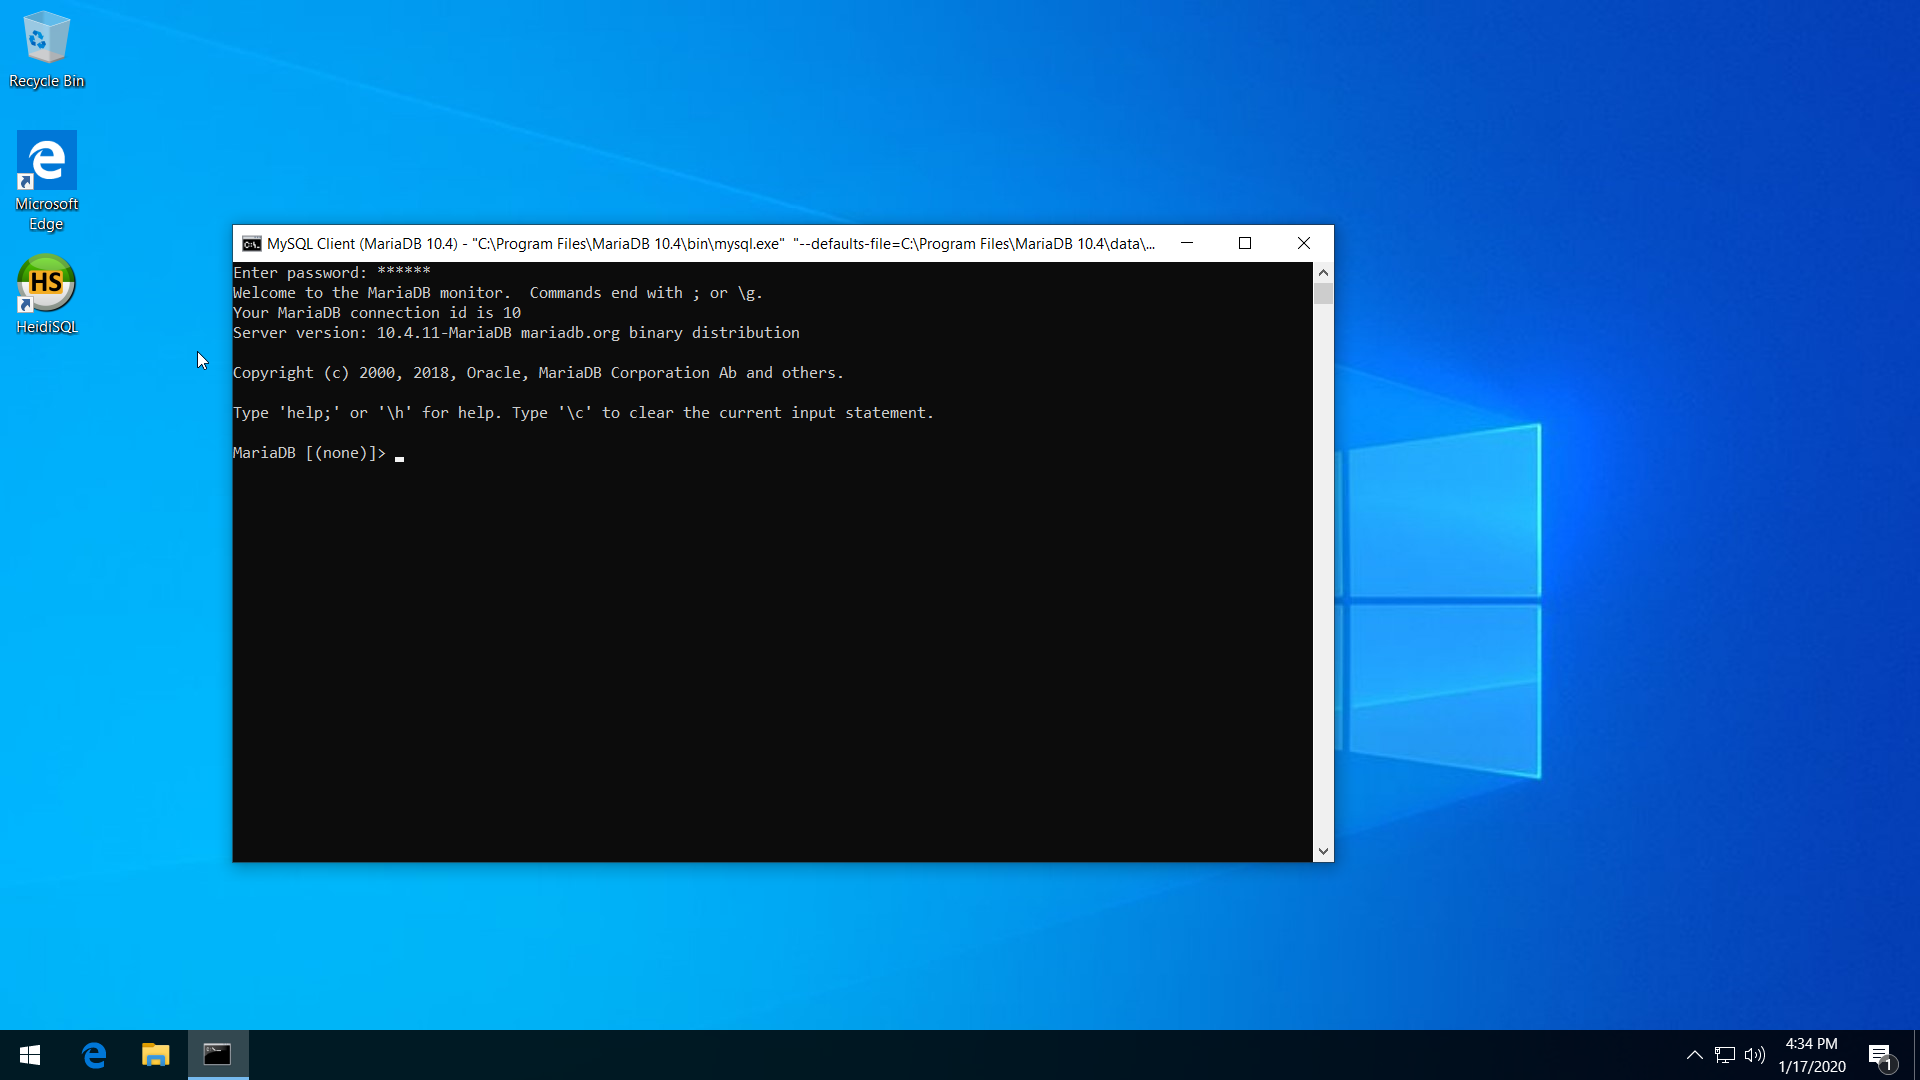 Recycle Bin
Microsoft
Edge
HS
HeidiSQL
MySQL Client (MariaDB 10.4) - "C:\Program Files\MariaDB 10.4\bin\mysql.exe"  "--defaults-file=C:\Program Files\MariaDB 10.4\data\...
Enter password: ******
Welcome to the MariaDB monitor.  Commands end with ; or \g.
Your MariaDB connection id is 10
Server version: 10.4.11-MariaDB mariadb.org binary distribution
Copyright (c) 2000, 2018, Oracle, MariaDB Corporation Ab and others.
Type 'help;' or '\h' for help. Type '\c' to clear the current input statement.
MariaDB [(none)]> _
4:34 PM
1/17/2020
1